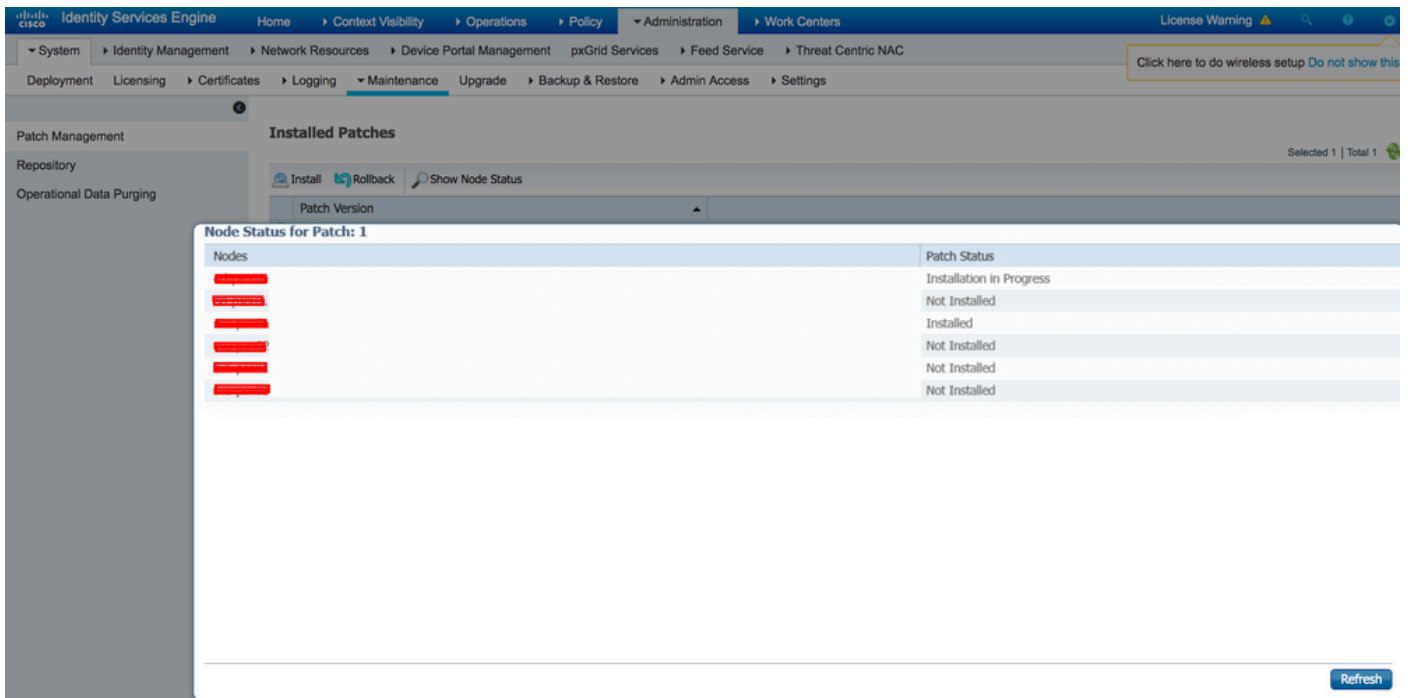 cisco Identity Services Engine Home Context Visibility Operations Policy Administration Work Centers License Warning
System Identity Management Network Resources Device Portal Management pxGrid Services Feed Service Threat Centric NAC
Click here to do wireless setup Do not show this
Deployment Licensing Certificates Logging Maintenance Upgrade Backup & Restore Admin Access Settings
Patch Management
Repository
Operational Data Purging
Installed Patches
Selected 1 | Total 1
Install Rollback Show Node Status
Patch Version
Node Status for Patch: 1
Nodes Patch Status
Installation in Progress
Not Installed
Installed
Not Installed
Not Installed
Not Installed
Refresh